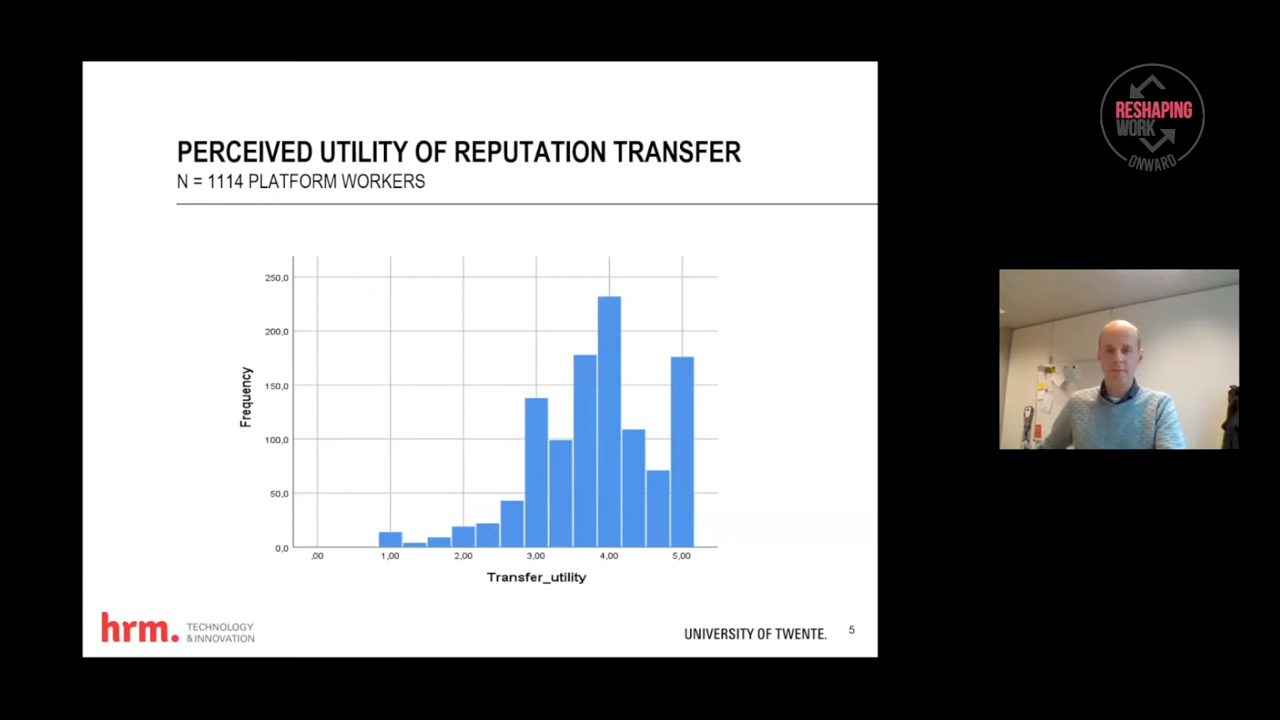 PERCEIVED UTILITY OF REPUTATION TRANSFER
N = 1114 PLATFORM WORKERS
250,0
200,0
150,0
100,0
50,0
0,0
Frequency
,00
1,00
2,00
3,00
4,00
5,00
Transfer_utility
hrm.
TECHNOLOGY
& INNOVATION
UNIVERSITY OF TWENTE.
5
RESHAPING
WORK
ONWARD